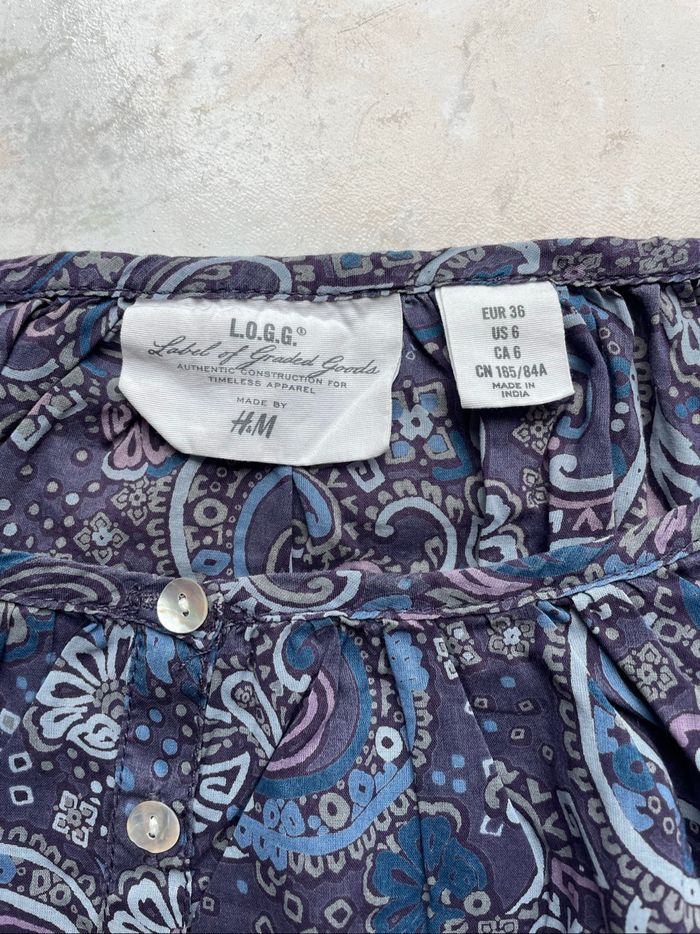 L.O.G.G.®
Label of Graded Goods
AUTHENTIC CONSTRUCTION FOR
TIMELESS APPAREL
MADE BY
H&M
EUR 36
US 6
CA 6
CN 165/84A
MADE IN
INDIA